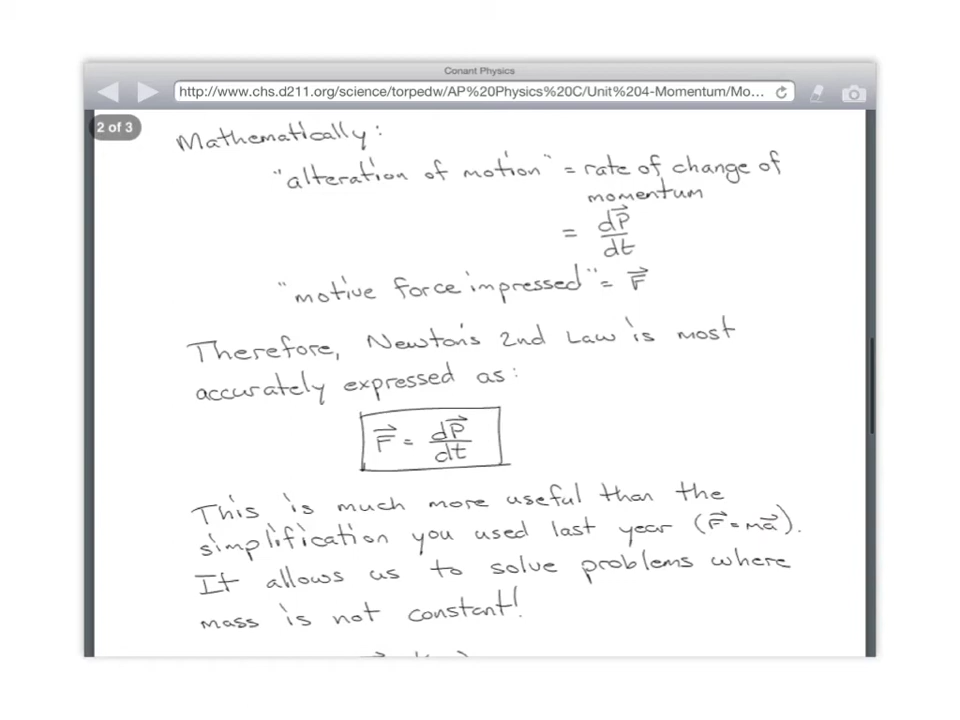 Conant Physics
http://www.chs.d211.org/science/torpedw/AP%20Physics%20C/Unit%204-Momentum/Mo...
2 of 3
Mathematically:
"alteration of motion" = rate of change of
momentum
= dP⃗/dt
"motive force impressed" = F⃗
Therefore, Newton's 2nd Law is most
accurately expressed as:
F⃗ = dP⃗/dt
This is much more useful than the
simplification you used last year (F⃗ = ma⃗).
It allows us to solve problems where
mass is not constant!